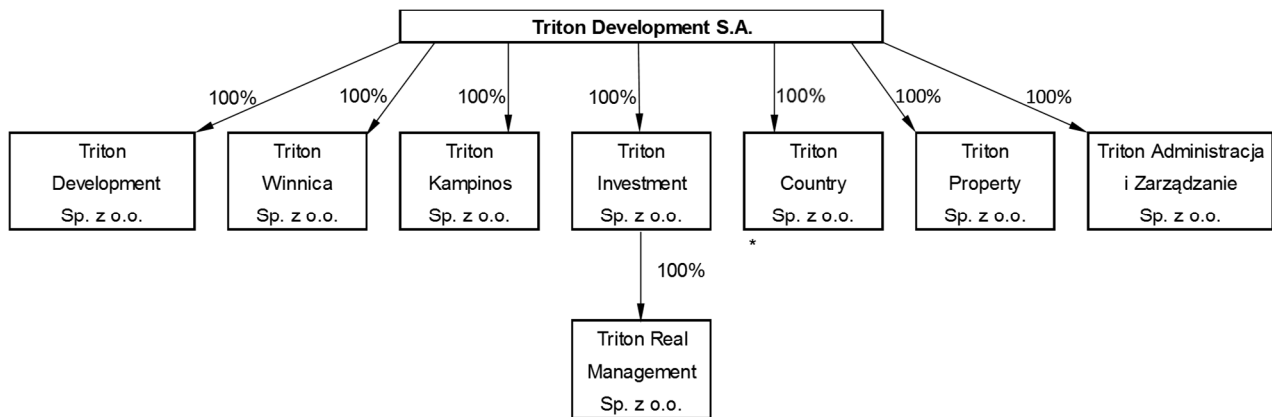 Triton Development S.A.
100%
100%
100%
100%
100%
100%
100%
Triton
Development
Sp. z o.o.
Triton
Winnica
Sp. z o.o.
Triton
Kampinos
Sp. z o.o.
Triton
Investment
Sp. z o.o.
Triton
Country
Sp. z o.o.
*
Triton
Property
Sp. z o.o.
Triton Administracja
i Zarządzanie
Sp. z o.o.
100%
Triton Real
Management
Sp. z o.o.